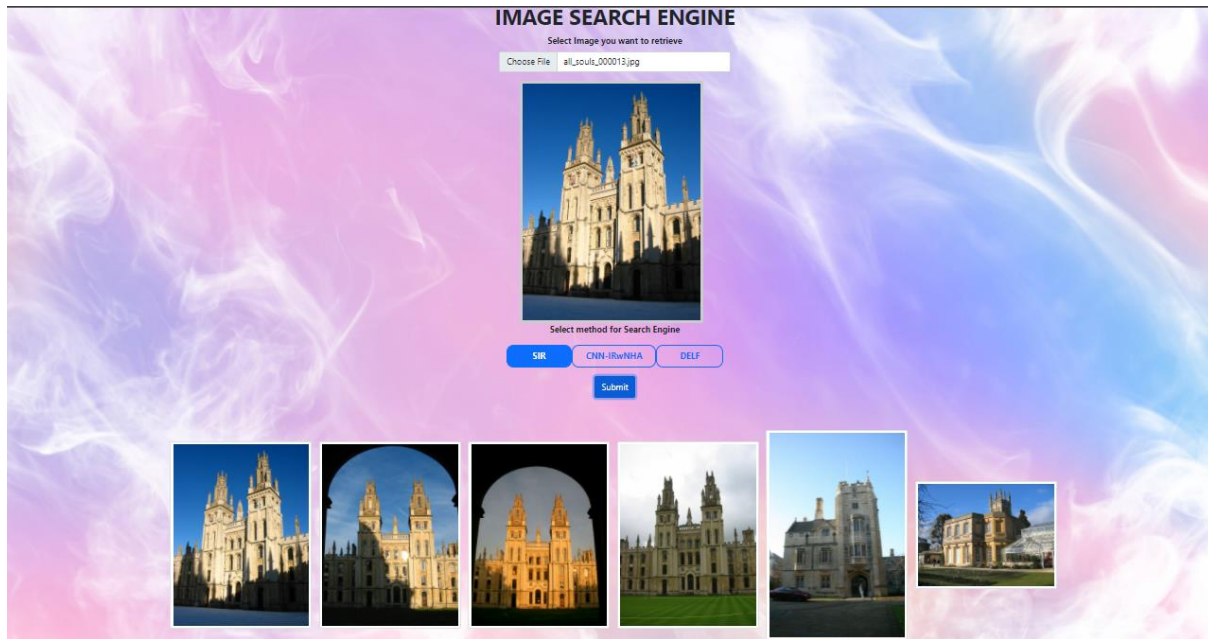 IMAGE SEARCH ENGINE
Select Image you want to retrieve
Choose File all_souls_000013.jpg
Select method for Search Engine
SIR CNN-IRwNHA DELF
Submit